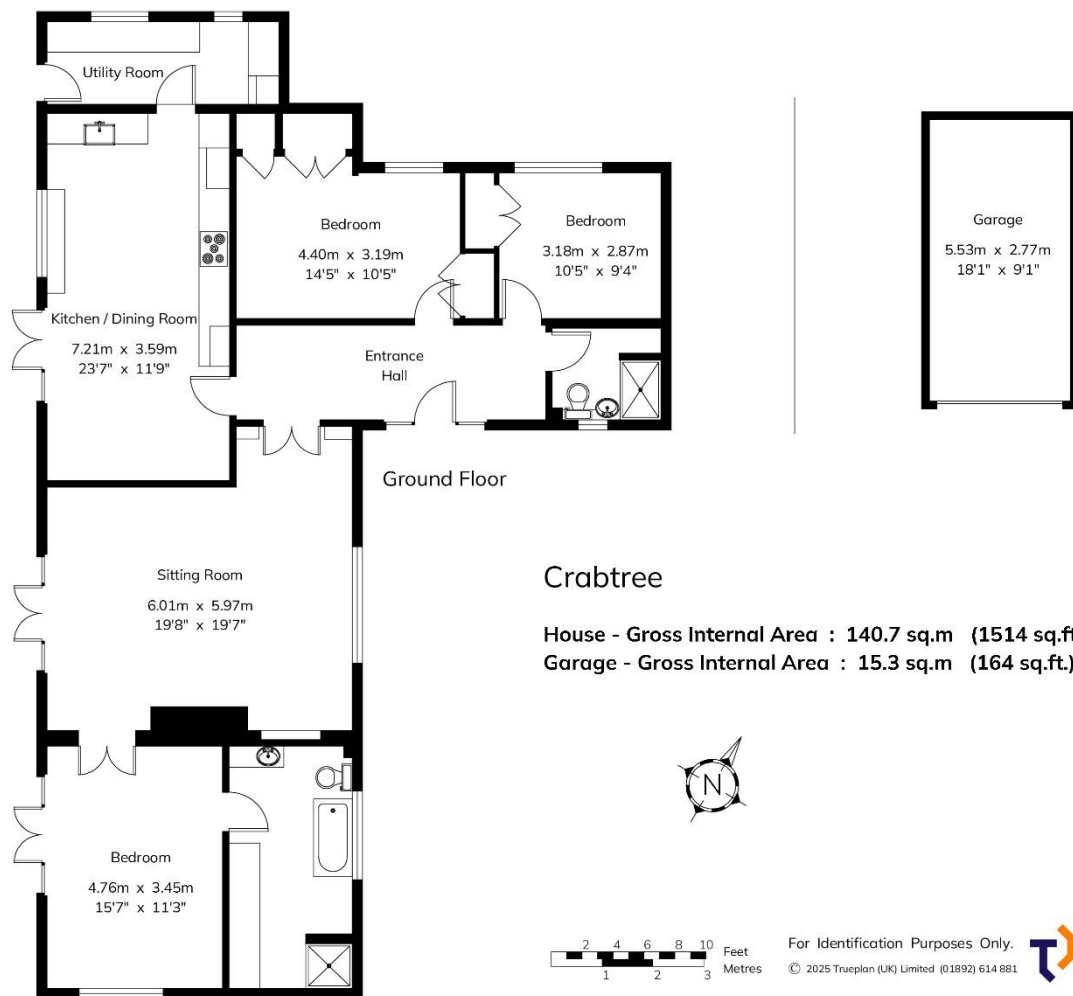 Utility Room
Kitchen / Dining Room
7.21m x 3.59m
23'7" x 11'9"
Bedroom
4.40m x 3.19m
14'5" x 10'5"
Bedroom
3.18m x 2.87m
10'5" x 9'4"
Garage
5.53m x 2.77m
18'1" x 9'1"
Entrance
Hall
Ground Floor
Sitting Room
6.01m x 5.97m
19'8" x 19'7"
Crabtree
House - Gross Internal Area : 140.7 sq.m (1514 sq.ft
Garage - Gross Internal Area : 15.3 sq.m (164 sq.ft.)
N
Bedroom
4.76m x 3.45m
15'7" x 11'3"
2 4 6 8 10 Feet
1 2 3 Metres
For Identification Purposes Only.
© 2025 Trueplan (UK) Limited (01892) 614 881